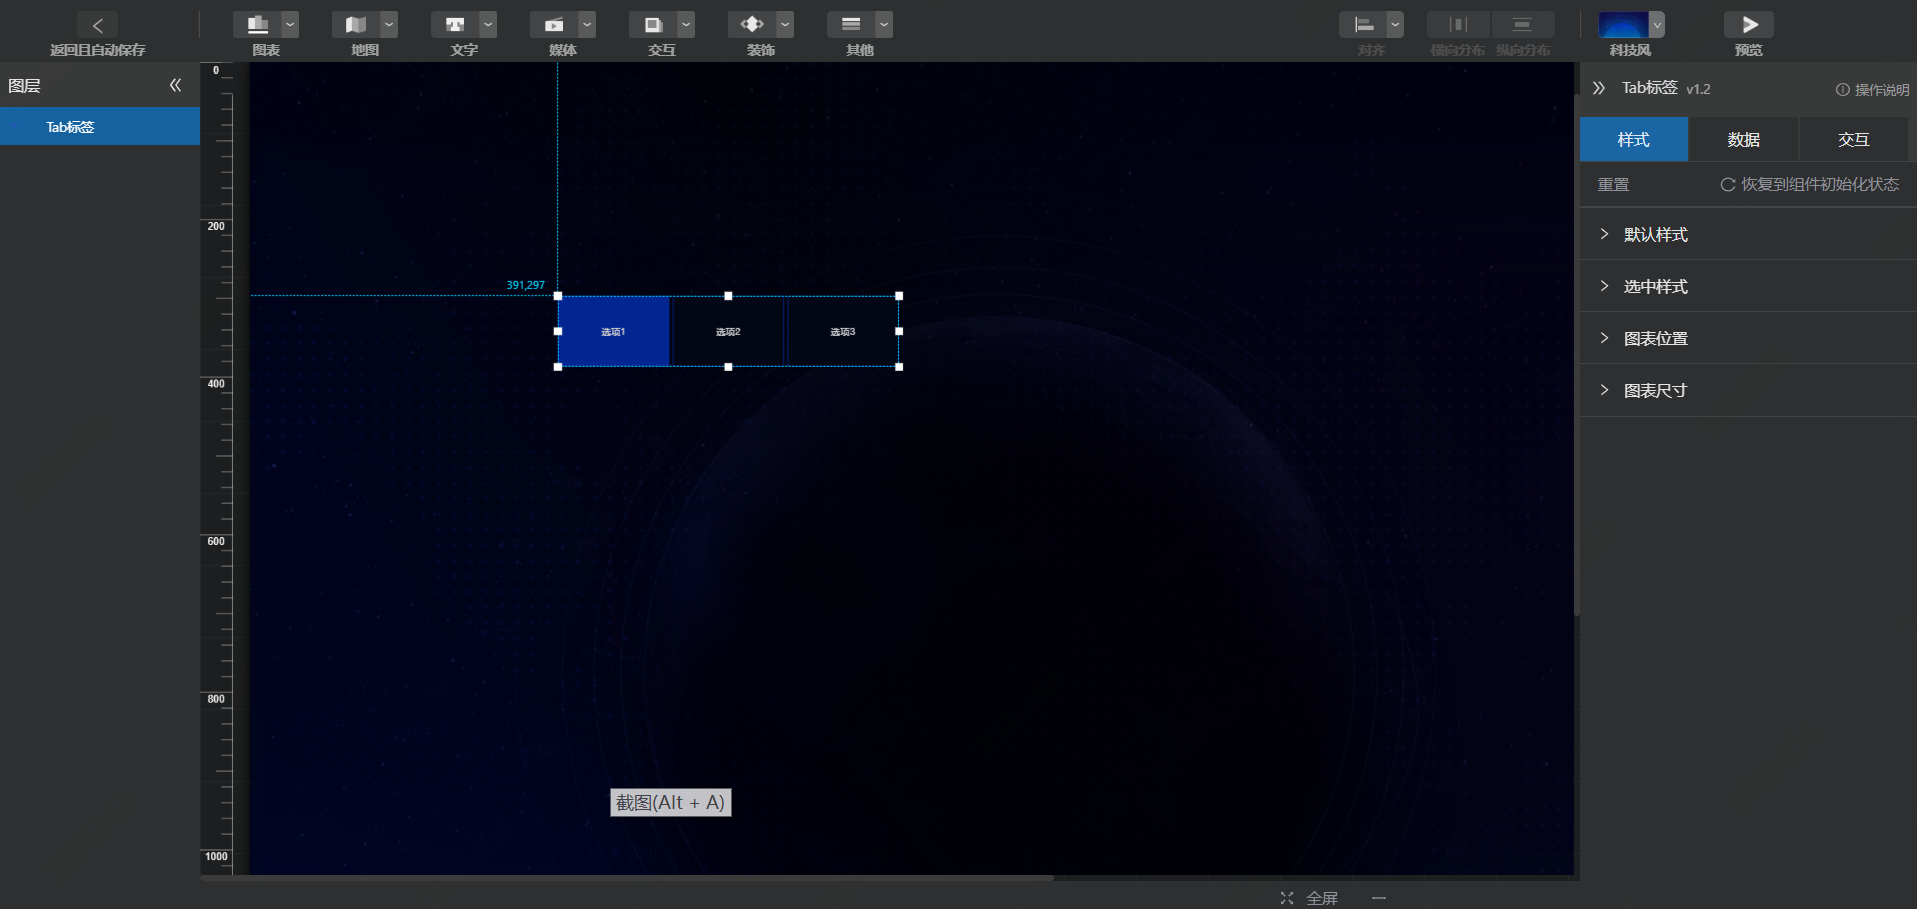 返回且自动保存
图表
地图
文字
媒体
交互
装饰
其他
对齐
横向分布
纵向分布
科技风
预览
图层
Tab标签
0
200
400
600
800
1000
391,297
选项1
选项2
选项3
截图(Alt + A)
Tab标签 v1.2
操作说明
样式
数据
交互
重置
恢复到组件初始化状态
默认样式
选中样式
图表位置
图表尺寸
全屏